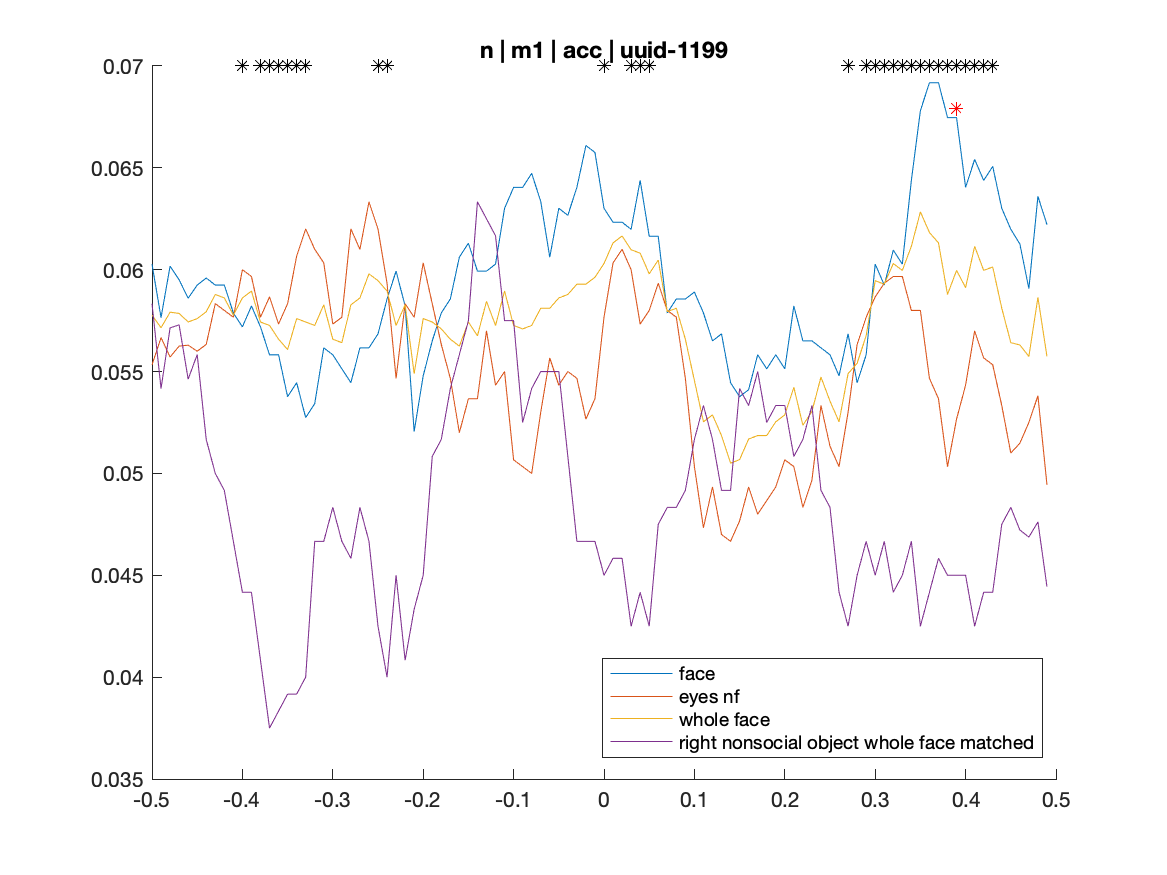 n | m1 | acc | uuid-1199
0.07
0.065
0.06
0.055
0.05
0.045
0.04
0.035
-0.5 -0.4 -0.3 -0.2 -0.1 0 0.1 0.2 0.3 0.4 0.5
face
eyes nf
whole face
right nonsocial object whole face matched